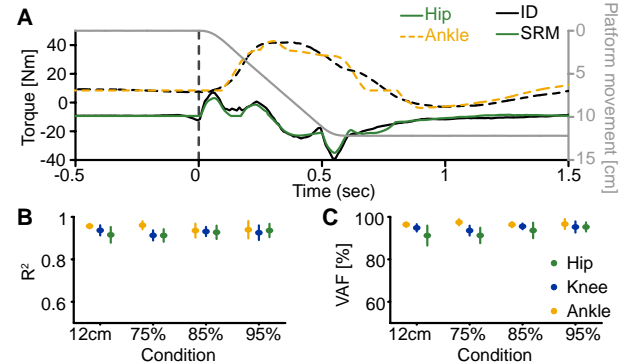 A
Hip
ID
Ankle
SRM
Torque [Nm]
40
20
0
-20
-40
-0.5
0
0.5
1
1.5
Time (sec)
Platform movement [cm]
0
5
10
15
B
R²
1
0.8
0.6
12cm 75% 85% 95%
Condition
C
VAF [%]
100
80
60
12cm 75% 85% 95%
Condition
Hip
Knee
Ankle